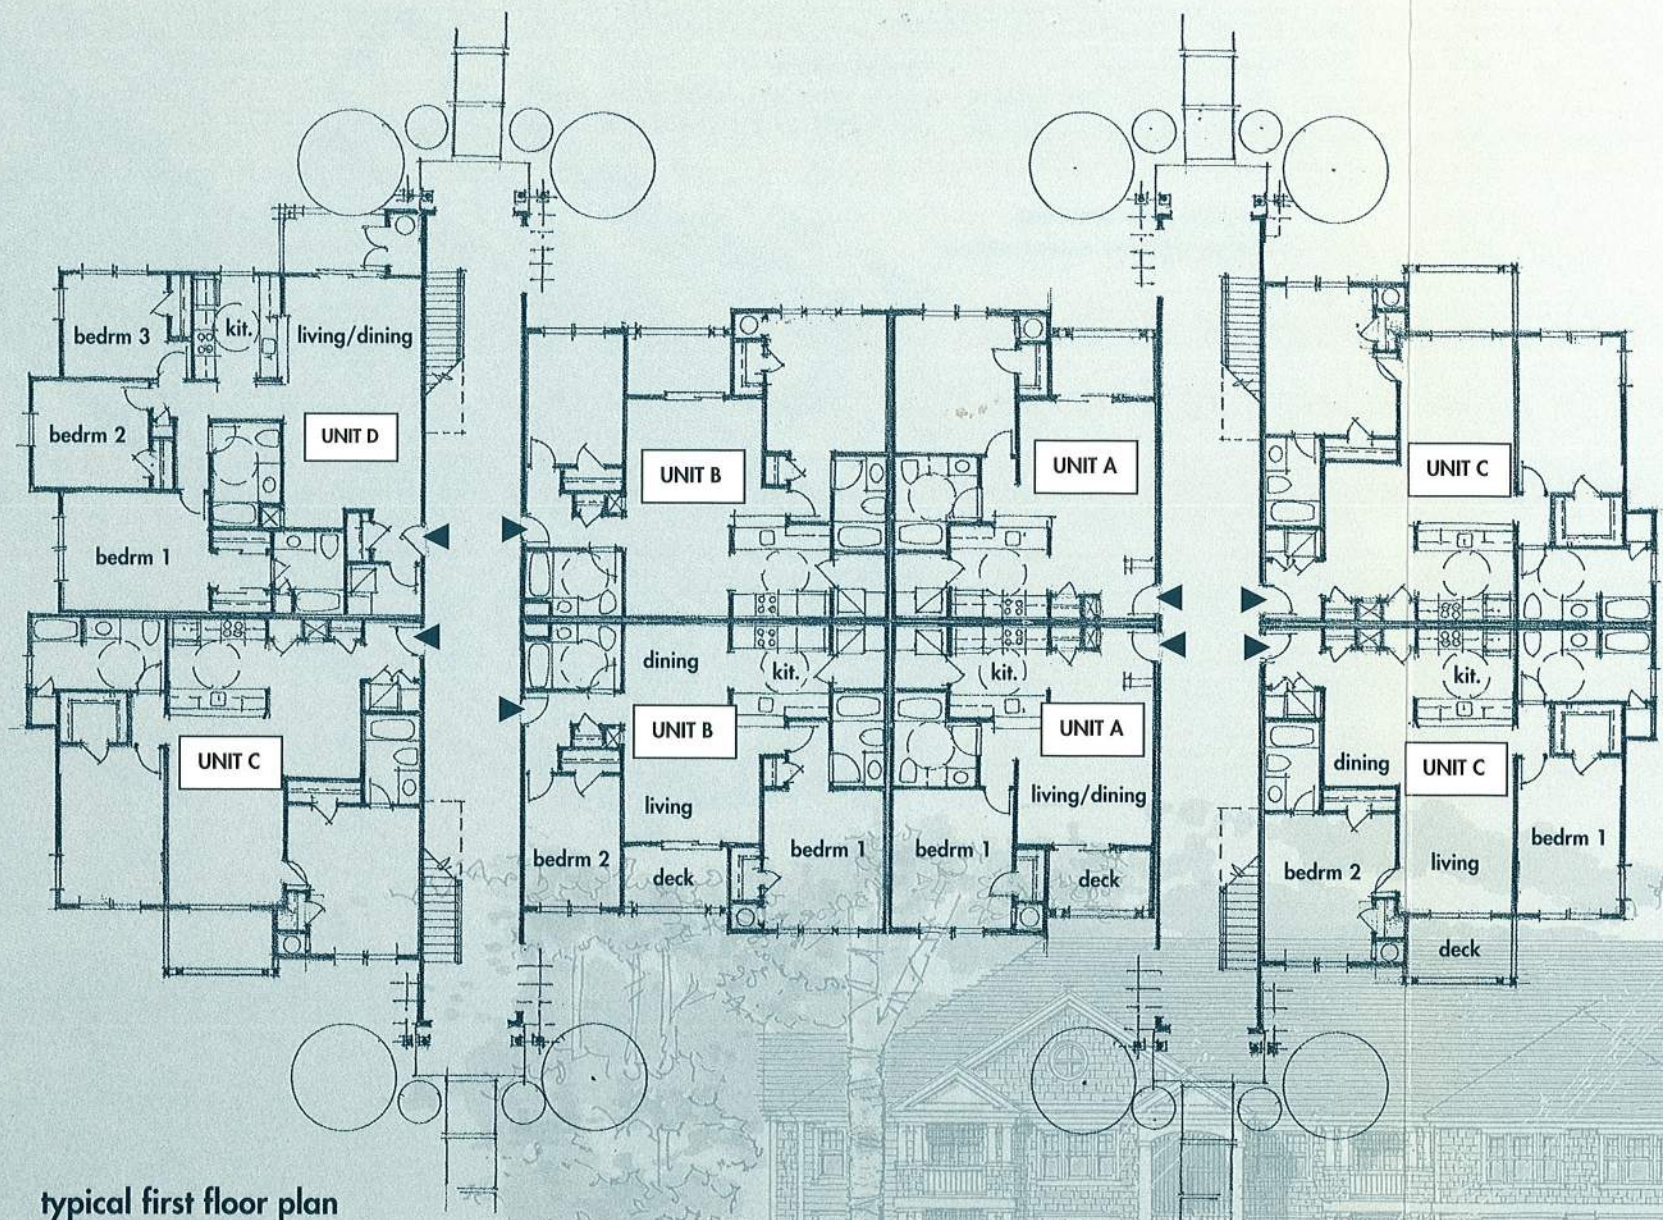 bedrm 3
kit.
living/dining
bedrm 2
UNIT D
bedrm 1
UNIT C
UNIT B
UNIT A
UNIT C
dining
kit.
UNIT B
living
bedrm 2
deck
bedrm 1
kit.
UNIT A
living/dining
bedrm 1
deck
kit.
dining
UNIT C
bedrm 1
bedrm 2
living
deck
typical first floor plan